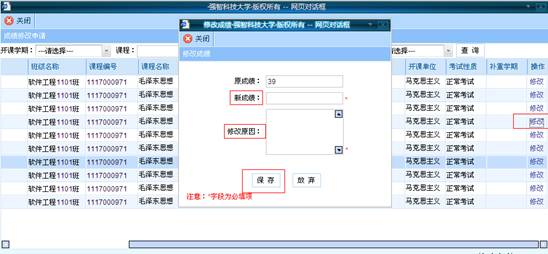 -强智科技大学-版权所有 -- 网页对话框
关闭
成绩修改申请
开课学期： ---请选择--- 课程： ---请选择--- 查 询
班级名称 课程编号 课程名称 开课单位 考试性质 补重学期 操作
软件工程1101班 1117000971 毛泽东思想 马克思主义 正常考试 修改
软件工程1101班 1117000971 毛泽东思想 马克思主义 正常考试 修改
软件工程1101班 1117000971 毛泽东思想 马克思主义 正常考试 修改
软件工程1101班 1117000971 毛泽东思想 马克思主义 正常考试 修改
软件工程1101班 1117000971 毛泽东思想 马克思主义 正常考试 修改
软件工程1101班 1117000971 毛泽东思想 马克思主义 正常考试 修改
软件工程1101班 1117000971 毛泽东思想 马克思主义 正常考试 修改
软件工程1101班 1117000971 毛泽东思想 马克思主义 正常考试 修改
软件工程1101班 1117000971 毛泽东思想 马克思主义 正常考试 修改
修改成绩-强智科技大学-版权所有 -- 网页对话框
关闭
修改成绩
原成绩： 39
新成绩： *
修改原因： *
保 存 放 弃
注意：*字段为必填项